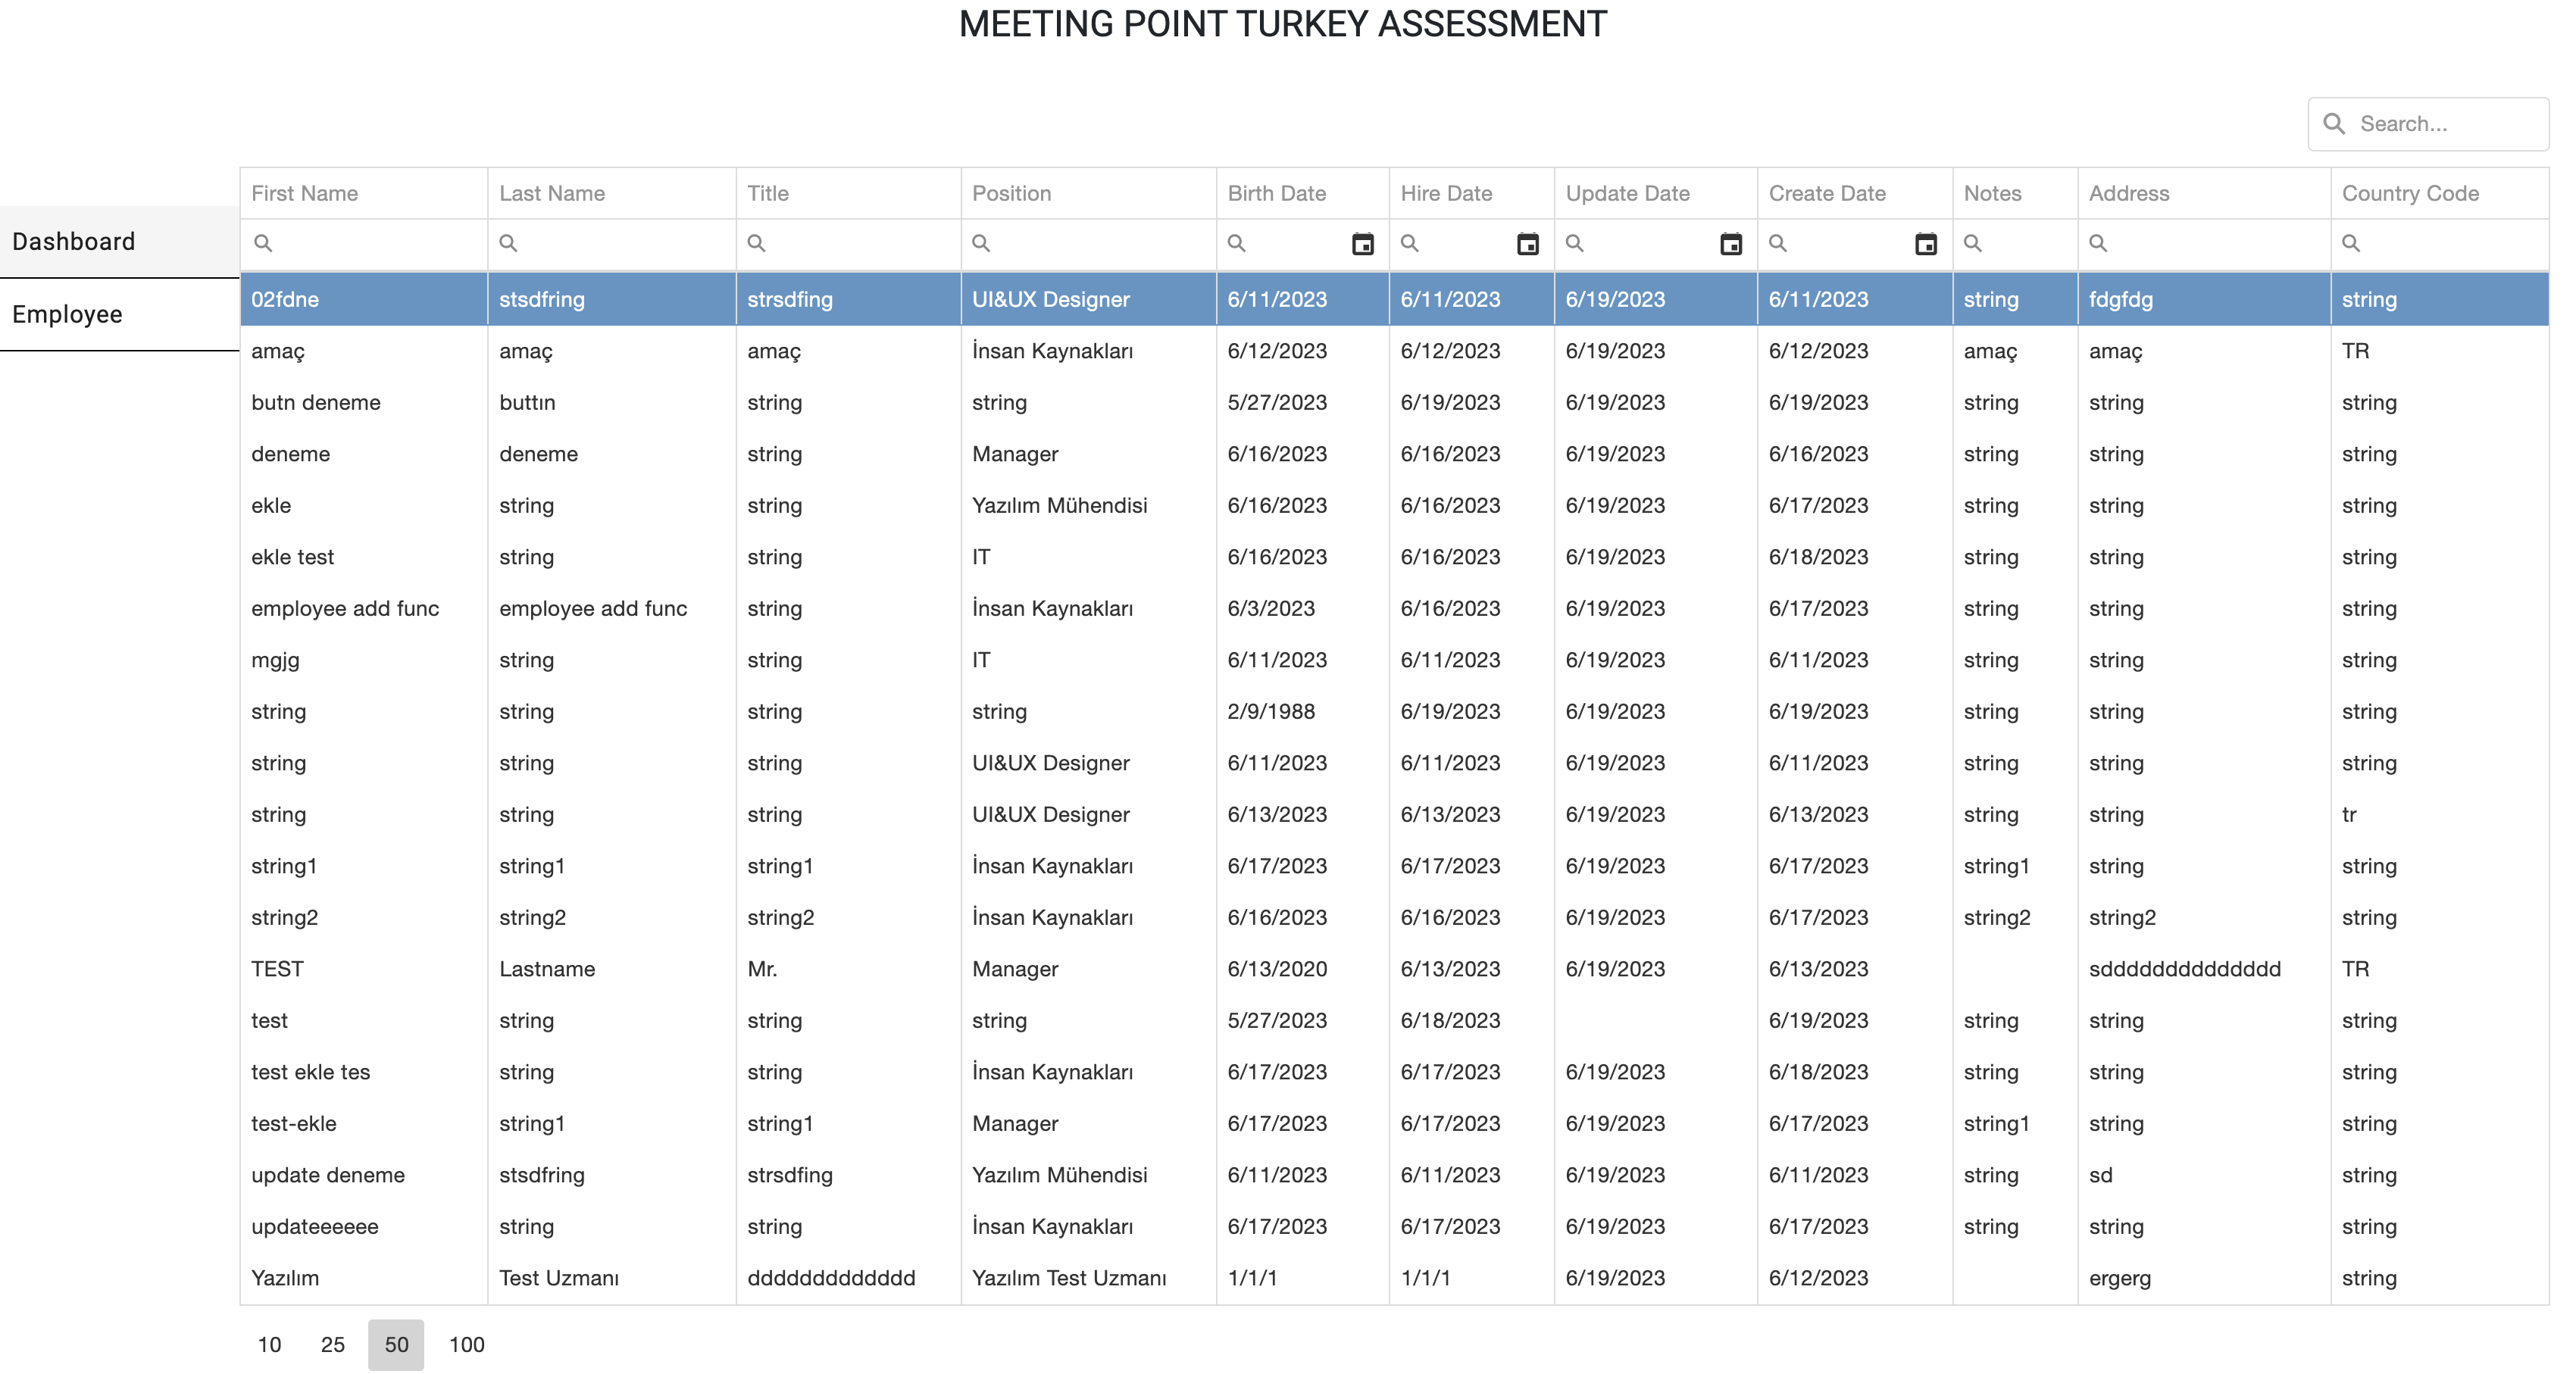 MEETING POINT TURKEY ASSESSMENT
Search...
Dashboard
Employee
First Name Last Name Title Position Birth Date Hire Date Update Date Create Date Notes Address Country Code
02fdne stsdfring strsdfing UI&UX Designer 6/11/2023 6/11/2023 6/19/2023 6/11/2023 string fdgfdg string
amaç amaç amaç İnsan Kaynakları 6/12/2023 6/12/2023 6/19/2023 6/12/2023 amaç amaç TR
butn deneme buttın string string 5/27/2023 6/19/2023 6/19/2023 6/19/2023 string string string
deneme deneme string Manager 6/16/2023 6/16/2023 6/19/2023 6/16/2023 string string string
ekle string string Yazılım Mühendisi 6/16/2023 6/16/2023 6/19/2023 6/17/2023 string string string
ekle test string string IT 6/16/2023 6/16/2023 6/19/2023 6/18/2023 string string string
employee add func employee add func string İnsan Kaynakları 6/3/2023 6/16/2023 6/19/2023 6/17/2023 string string string
mgjg string string IT 6/11/2023 6/11/2023 6/19/2023 6/11/2023 string string string
string string string string 2/9/1988 6/19/2023 6/19/2023 6/19/2023 string string string
string string string UI&UX Designer 6/11/2023 6/11/2023 6/19/2023 6/11/2023 string string string
string string string UI&UX Designer 6/13/2023 6/13/2023 6/19/2023 6/13/2023 string string tr
string1 string1 string1 İnsan Kaynakları 6/17/2023 6/17/2023 6/19/2023 6/17/2023 string1 string string
string2 string2 string2 İnsan Kaynakları 6/16/2023 6/16/2023 6/19/2023 6/17/2023 string2 string2 string
TEST Lastname Mr. Manager 6/13/2020 6/13/2023 6/19/2023 6/13/2023 sddddddddddddddd TR
test string string string 5/27/2023 6/18/2023 6/19/2023 string string string
test ekle tes string string İnsan Kaynakları 6/17/2023 6/17/2023 6/19/2023 6/18/2023 string string string
test-ekle string1 string1 Manager 6/17/2023 6/17/2023 6/19/2023 6/17/2023 string1 string string
update deneme stsdfring strsdfing Yazılım Mühendisi 6/11/2023 6/11/2023 6/19/2023 6/11/2023 string sd string
updateeeeee string string İnsan Kaynakları 6/17/2023 6/17/2023 6/19/2023 6/17/2023 string string string
Yazılım Test Uzmanı ddddddddddddd Yazılım Test Uzmanı 1/1/1 1/1/1 6/19/2023 6/12/2023 ergerg string
10 25 50 100